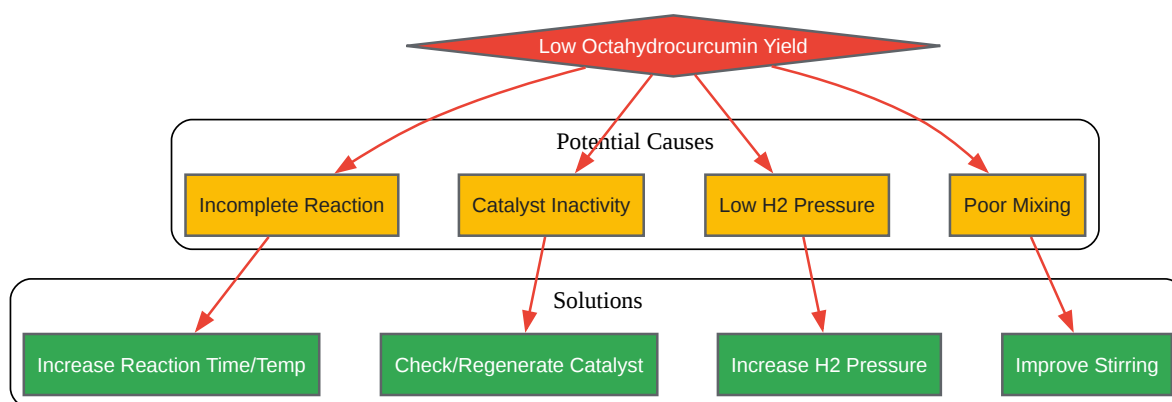 Low Octahydrocurcumin Yield
Potential Causes
Incomplete Reaction
Catalyst Inactivity
Low H2 Pressure
Poor Mixing
Solutions
Increase Reaction Time/Temp
Check/Regenerate Catalyst
Increase H2 Pressure
Improve Stirring